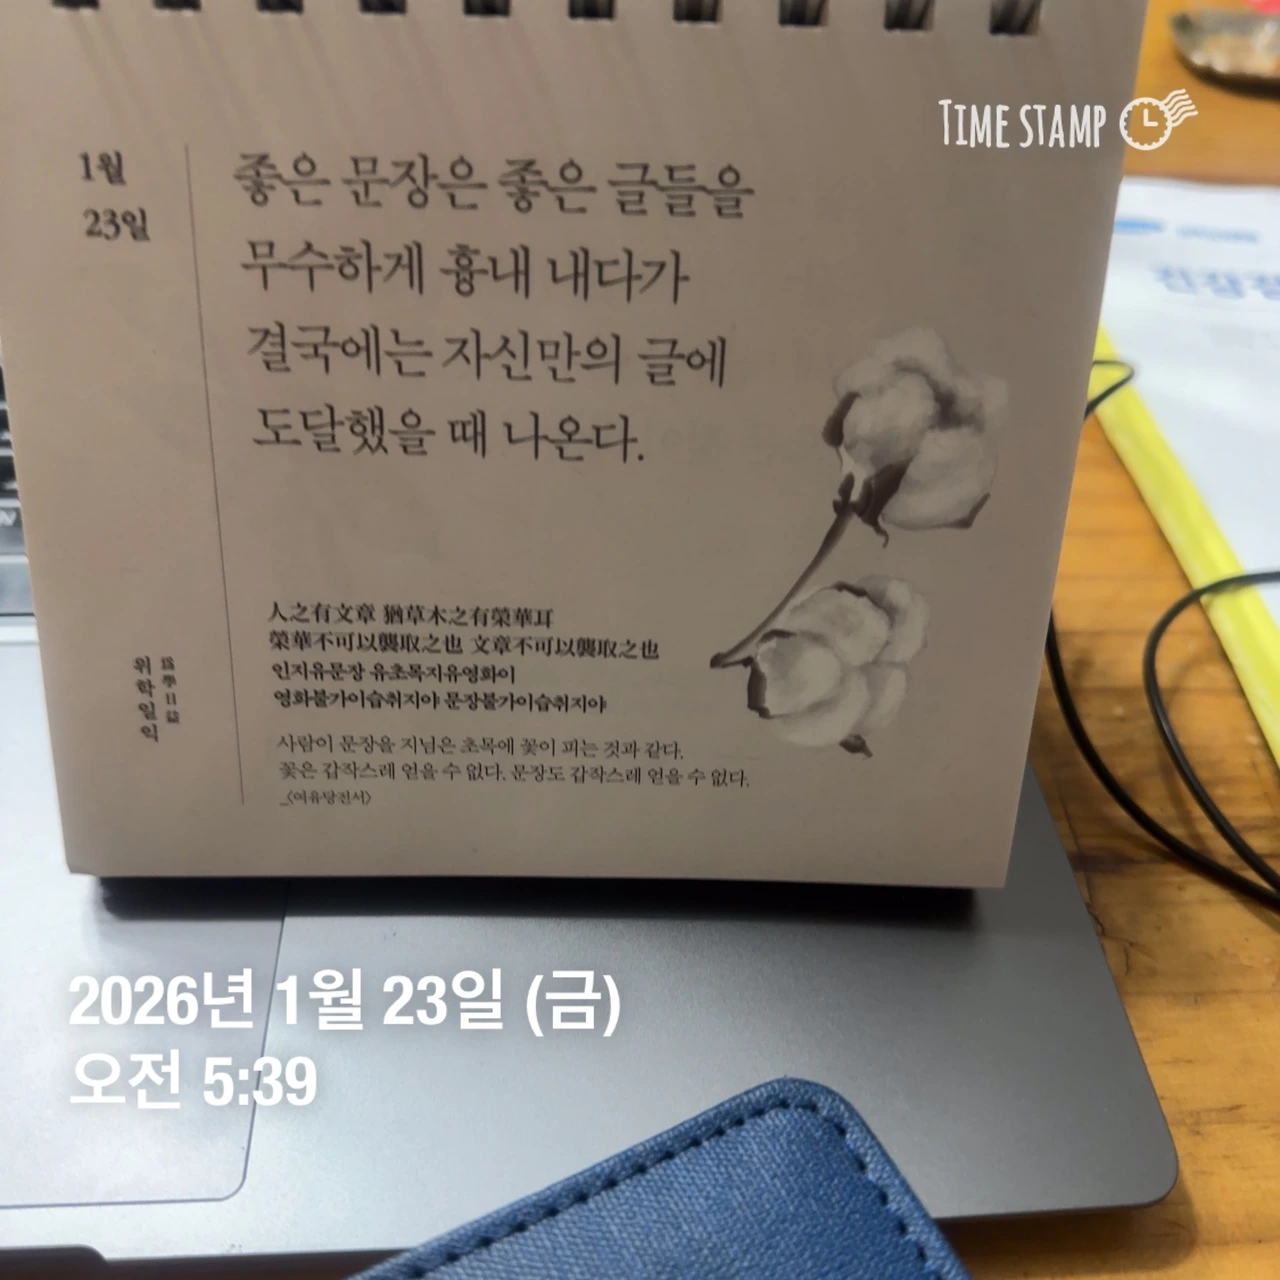 TIME STAMP
1월
23일
좋은 문장은 좋은 글들을
무수하게 흉내 내다가
결국에는 자신만의 글에
도달했을 때 나온다.
人之有文章 猶草木之有榮華耳
榮華不可以襲取之也 文章不可以襲取之也
인지유문장 유초목지유영화이
영화불가이습취지야 문장불가이습취지야
사람이 문장을 지님은 초목에 꽃이 피는 것과 같다.
꽃은 갑작스레 얻을 수 없다. 문장도 갑작스레 얻을 수 없다.
_〈여유당전서〉
위학일익
爲學日益
2026년 1월 23일 (금)
오전 5:39